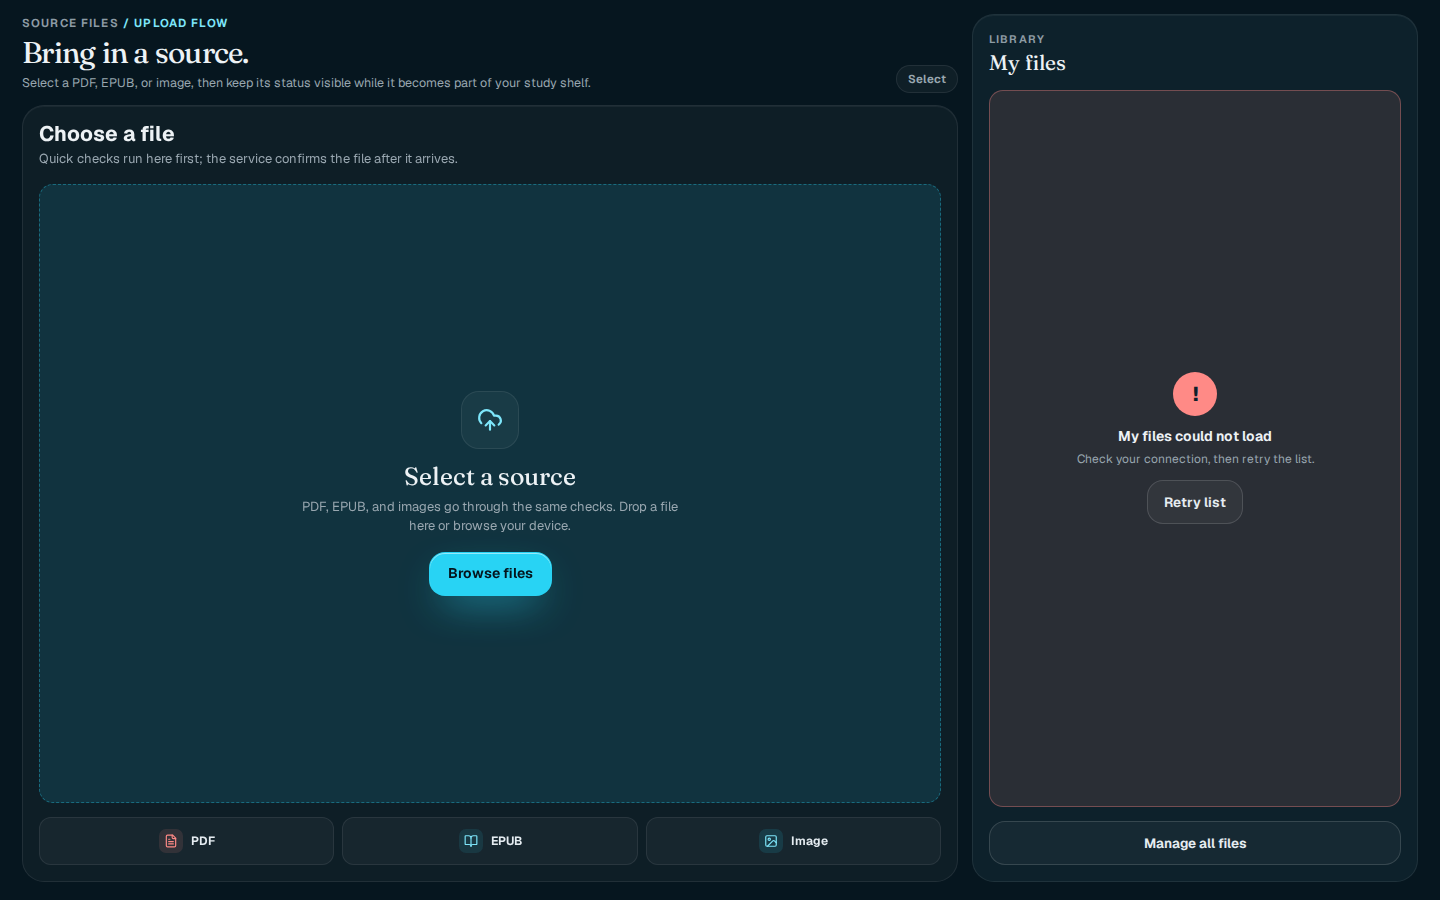 SOURCE FILES / UPLOAD FLOW
Bring in a source.
Select a PDF, EPUB, or image, then keep its status visible while it becomes part of your study shelf.
Select
Choose a file
Quick checks run here first; the service confirms the file after it arrives.
Select a source
PDF, EPUB, and images go through the same checks. Drop a file
here or browse your device.
Browse files
PDF
EPUB
Image
LIBRARY
My files
!
My files could not load
Check your connection, then retry the list.
Retry list
Manage all files